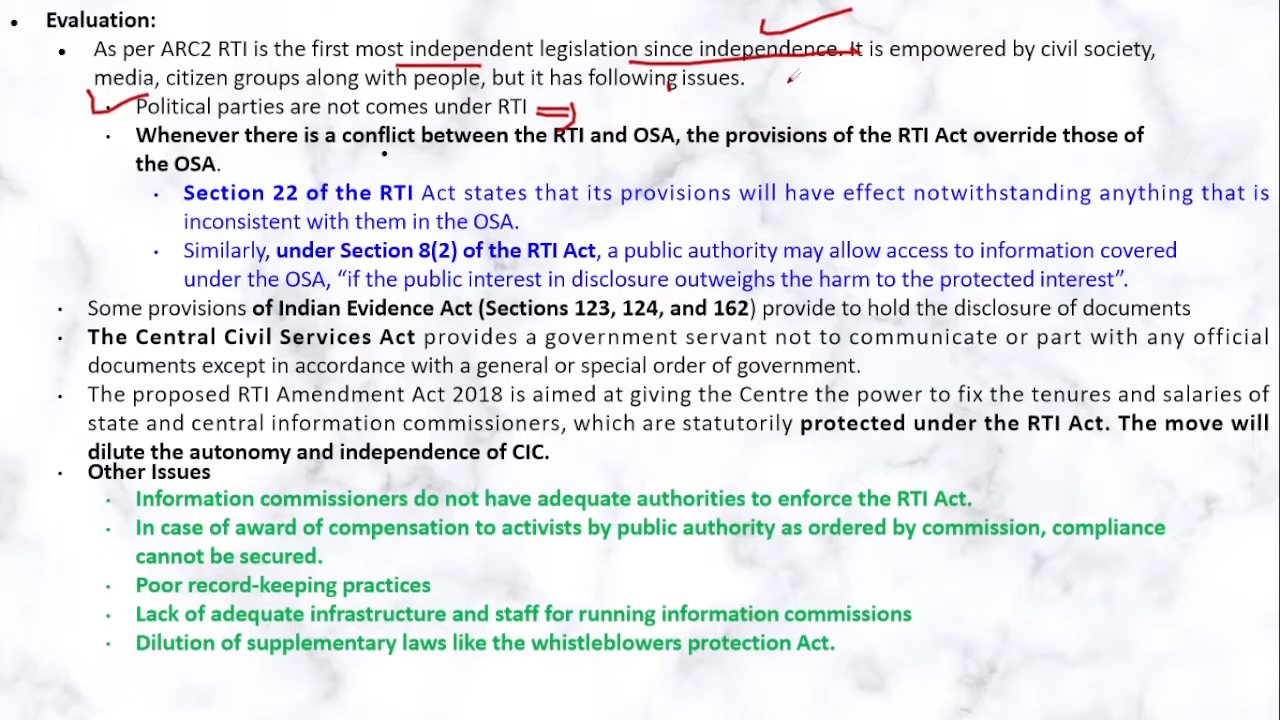 Evaluation:
As per ARC2 RTI is the first most independent legislation since independence. It is empowered by civil society,
media, citizen groups along with people, but it has following issues.
Political parties are not comes under RTI
Whenever there is a conflict between the RTI and OSA, the provisions of the RTI Act override those of
the OSA.
Section 22 of the RTI Act states that its provisions will have effect notwithstanding anything that is
inconsistent with them in the OSA.
Similarly, under Section 8(2) of the RTI Act, a public authority may allow access to information covered
under the OSA, “if the public interest in disclosure outweighs the harm to the protected interest”.
Some provisions of Indian Evidence Act (Sections 123, 124, and 162) provide to hold the disclosure of documents
The Central Civil Services Act provides a government servant not to communicate or part with any official
documents except in accordance with a general or special order of government.
The proposed RTI Amendment Act 2018 is aimed at giving the Centre the power to fix the tenures and salaries of
state and central information commissioners, which are statutorily protected under the RTI Act. The move will
dilute the autonomy and independence of CIC.
Other Issues
Information commissioners do not have adequate authorities to enforce the RTI Act.
In case of award of compensation to activists by public authority as ordered by commission, compliance
cannot be secured.
Poor record-keeping practices
Lack of adequate infrastructure and staff for running information commissions
Dilution of supplementary laws like the whistleblowers protection Act.